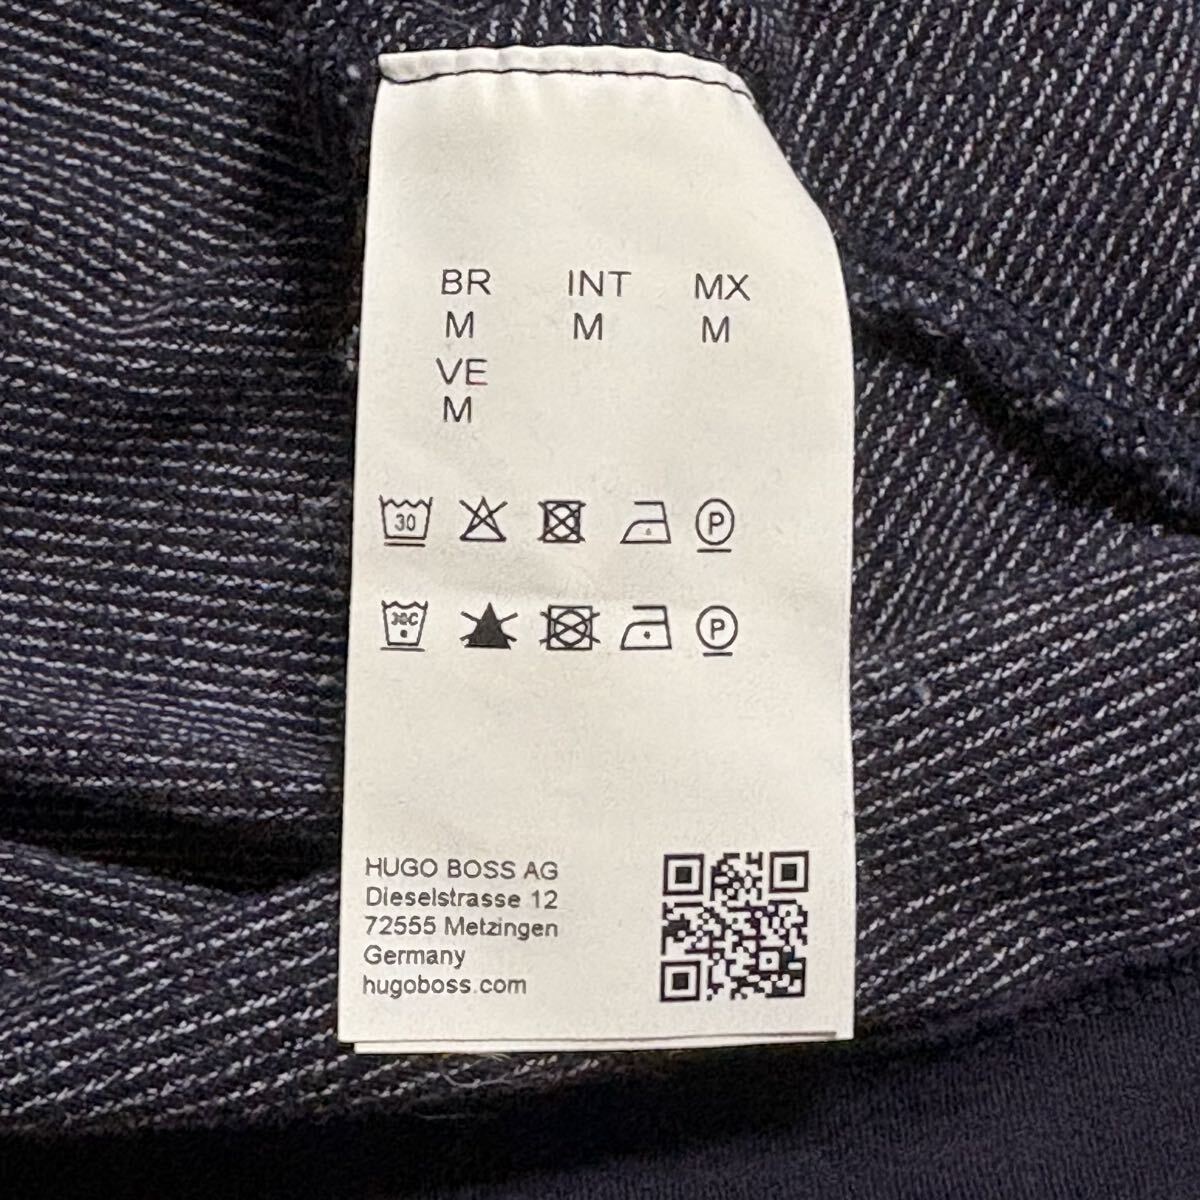 BR INT MX
M M M
VE
M
30 P
30C P
HUGO BOSS AG
Dieselstrasse 12
72555 Metzingen
Germany
hugoboss.com